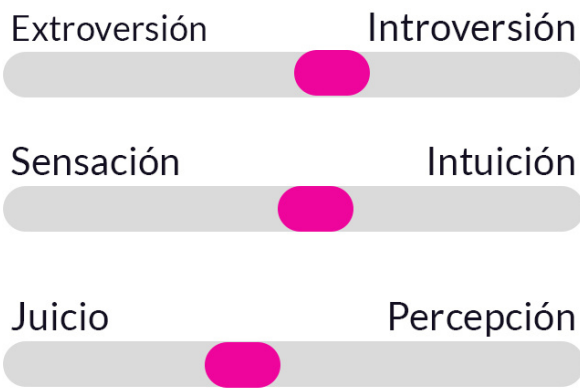 Extroversión Introversión
Sensación Intuición
Juicio Percepción